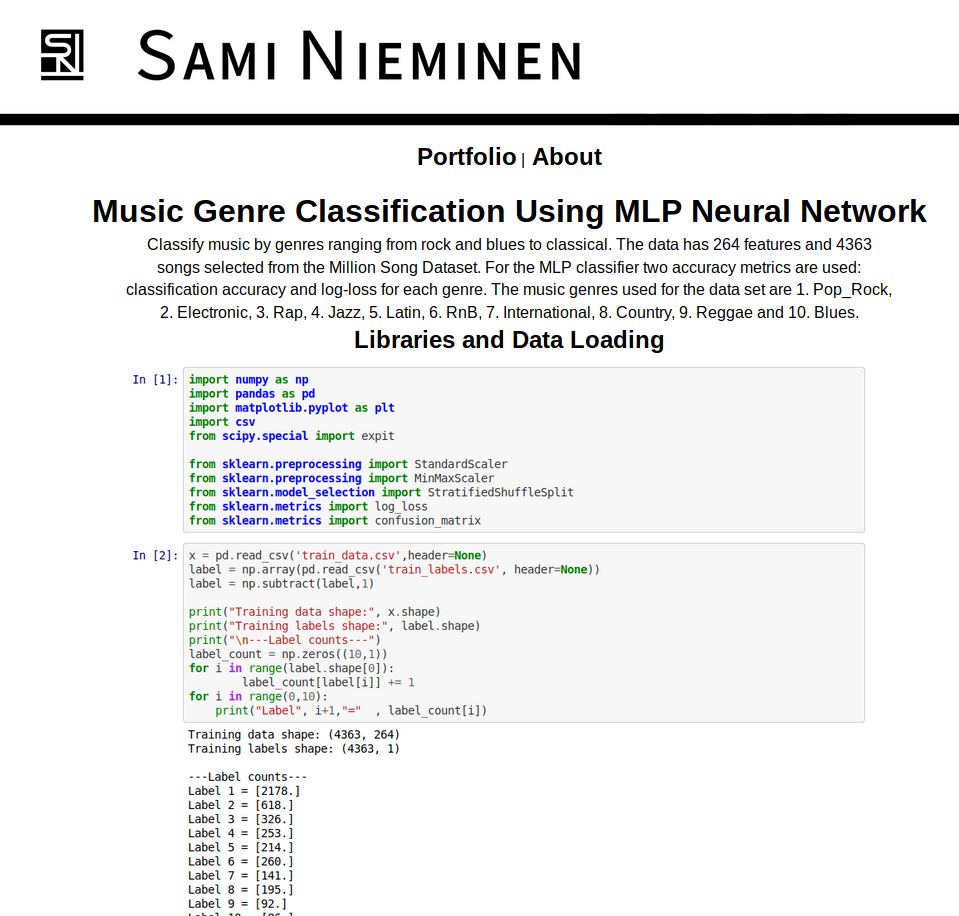 SAMI NIEMINEN
Portfolio | About
Music Genre Classification Using MLP Neural Network
Classify music by genres ranging from rock and blues to classical. The data has 264 features and 4363
songs selected from the Million Song Dataset. For the MLP classifier two accuracy metrics are used:
classification accuracy and log-loss for each genre. The music genres used for the data set are 1. Pop_Rock,
2. Electronic, 3. Rap, 4. Jazz, 5. Latin, 6. RnB, 7. International, 8. Country, 9. Reggae and 10. Blues.
Libraries and Data Loading
In [1]: import numpy as np
import pandas as pd
import matplotlib.pyplot as plt
import csv
from scipy.special import expit
from sklearn.preprocessing import StandardScaler
from sklearn.preprocessing import MinMaxScaler
from sklearn.model_selection import StratifiedShuffleSplit
from sklearn.metrics import log_loss
from sklearn.metrics import confusion_matrix
In [2]: x = pd.read_csv('train_data.csv',header=None)
label = np.array(pd.read_csv('train_labels.csv', header=None))
label = np.subtract(label,1)
print("Training data shape:", x.shape)
print("Training labels shape:", label.shape)
print("\n---Label counts---")
label_count = np.zeros((10,1))
for i in range(label.shape[0]):
label_count[label[i]] += 1
for i in range(0,10):
print("Label", i+1,"=" , label_count[i])
Training data shape: (4363, 264)
Training labels shape: (4363, 1)
---Label counts---
Label 1 = [2178.]
Label 2 = [618.]
Label 3 = [326.]
Label 4 = [253.]
Label 5 = [214.]
Label 6 = [260.]
Label 7 = [141.]
Label 8 = [195.]
Label 9 = [92.]